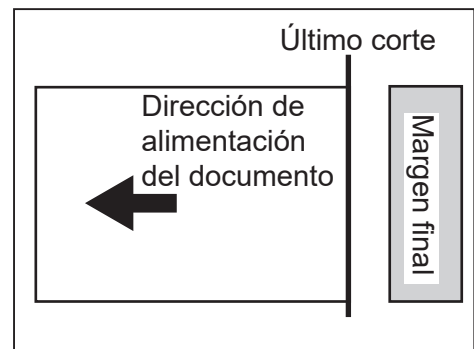 Último corte
Dirección de
alimentación
del documento
Margen final